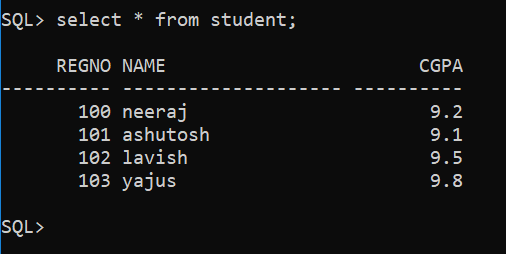 SQL> select * from student;
     REGNO NAME                       CGPA
---------- -------------------- ----------
       100 neeraj                      9.2
       101 ashutosh                    9.1
       102 lavish                      9.5
       103 yajus                       9.8
SQL>